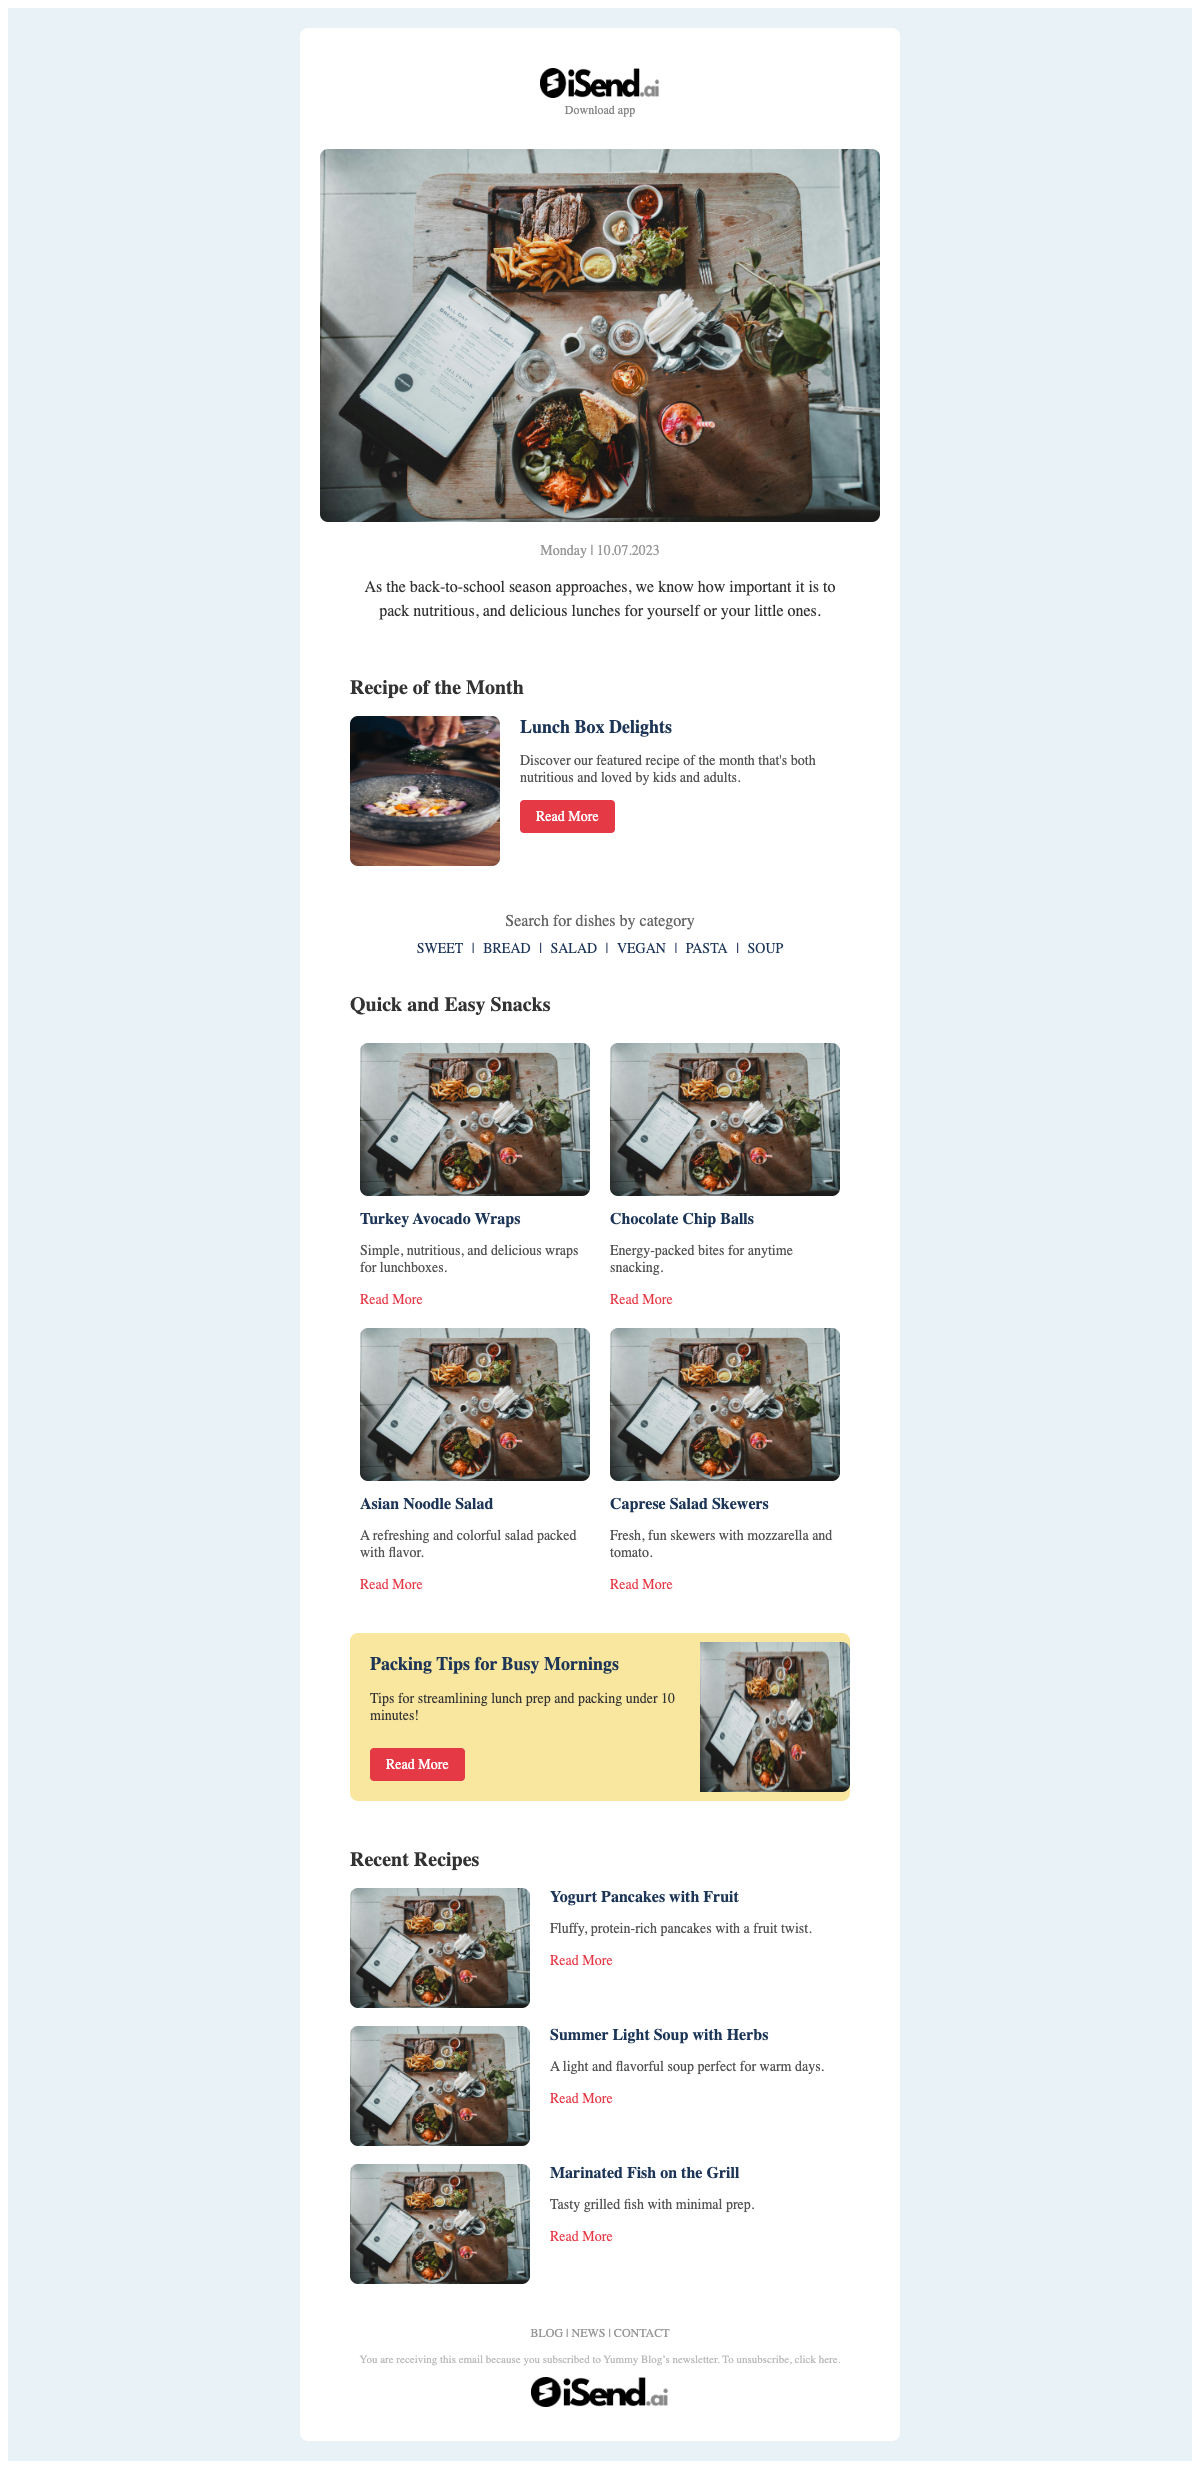 iSend.ai
Download app
ALL DAY
BREAKFAST
ALL IN ONE
Monday | 10.07.2023
As the back-to-school season approaches, we know how important it is to
pack nutritious, and delicious lunches for yourself or your little ones.
Recipe of the Month
Lunch Box Delights
Discover our featured recipe of the month that's both
nutritious and loved by kids and adults.
Read More
Search for dishes by category
SWEET | BREAD | SALAD | VEGAN | PASTA | SOUP
Quick and Easy Snacks
Turkey Avocado Wraps
Simple, nutritious, and delicious wraps
for lunchboxes.
Read More
Chocolate Chip Balls
Energy-packed bites for anytime
snacking.
Read More
Asian Noodle Salad
A refreshing and colorful salad packed
with flavor.
Read More
Caprese Salad Skewers
Fresh, fun skewers with mozzarella and
tomato.
Read More
Packing Tips for Busy Mornings
Tips for streamlining lunch prep and packing under 10
minutes!
Read More
Recent Recipes
Yogurt Pancakes with Fruit
Fluffy, protein-rich pancakes with a fruit twist.
Read More
Summer Light Soup with Herbs
A light and flavorful soup perfect for warm days.
Read More
Marinated Fish on the Grill
Tasty grilled fish with minimal prep.
Read More
BLOG | NEWS | CONTACT
You are receiving this email because you subscribed to Yummy Blog's newsletter. To unsubscribe, click here.
iSend.ai